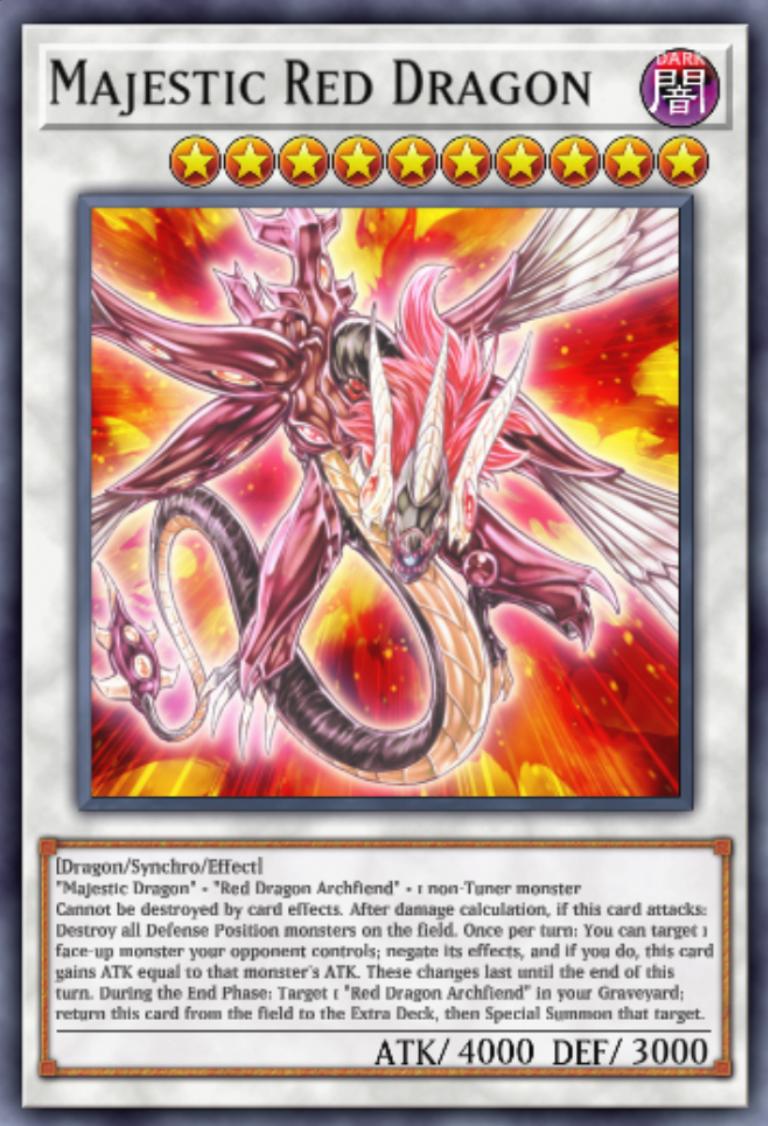 MAJESTIC RED DRAGON
DARK
闇
[Dragon/Synchro/Effect]
"Majestic Dragon" + "Red Dragon Archfiend" + 1 non-Tuner monster
Cannot be destroyed by card effects. After damage calculation, if this card attacks:
Destroy all Defense Position monsters on the field. Once per turn: You can target 1
face-up monster your opponent controls; negate its effects, and if you do, this card
gains ATK equal to that monster's ATK. These changes last until the end of this
turn. During the End Phase: Target 1 "Red Dragon Archfiend" in your Graveyard;
return this card from the field to the Extra Deck, then Special Summon that target.
ATK/ 4000 DEF/ 3000